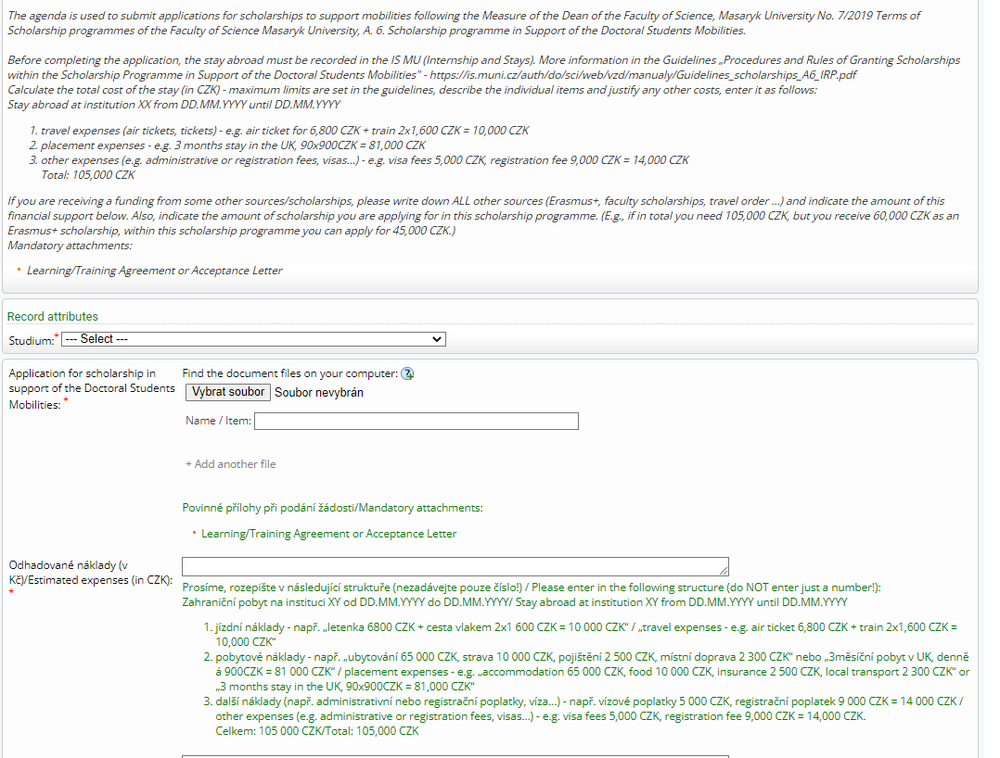 The agenda is used to submit applications for scholarships to support mobilities following the Measure of the Dean of the Faculty of Science, Masaryk University No. 7/2019 Terms of
Scholarship programmes of the Faculty of Science Masaryk University, A. 6. Scholarship programme in Support of the Doctoral Students Mobilities.
Before completing the application, the stay abroad must be recorded in the IS MU (Internship and Stays). More information in the Guidelines „Procedures and Rules of Granting Scholarships
within the Scholarship Programme in Support of the Doctoral Students Mobilities" - https://is.muni.cz/auth/do/sci/web/vzd/manualy/Guidelines_scholarships_A6_IRP.pdf
Calculate the total cost of the stay (in CZK) - maximum limits are set in the guidelines, describe the individual items and justify any other costs, enter it as follows:
Stay abroad at institution XX from DD.MM.YYYY until DD.MM.YYYY
1. travel expenses (air tickets, tickets) - e.g. air ticket for 6,800 CZK + train 2x1,600 CZK = 10,000 CZK
2. placement expenses - e.g. 3 months stay in the UK, 90x900CZK = 81,000 CZK
3. other expenses (e.g. administrative or registration fees, visas...) - e.g. visa fees 5,000 CZK, registration fee 9,000 CZK = 14,000 CZK
Total: 105,000 CZK
If you are receiving a funding from some other sources/scholarships, please write down ALL other sources (Erasmus+, faculty scholarships, travel order ...) and indicate the amount of this
financial support below. Also, indicate the amount of scholarship you are applying for in this scholarship programme. (E.g., if in total you need 105,000 CZK, but you receive 60,000 CZK as an
Erasmus+ scholarship, within this scholarship programme you can apply for 45,000 CZK.)
Mandatory attachments:
Learning/Training Agreement or Acceptance Letter
Record attributes
Studium:* --- Select ---
Application for scholarship in
support of the Doctoral Students
Mobilities: *
Find the document files on your computer: ?
Vybrat soubor Soubor nevybrán
Name / Item:
+ Add another file
Povinné přílohy při podání žádosti/Mandatory attachments:
Learning/Training Agreement or Acceptance Letter
Odhadované náklady (v
Kč)/Estimated expenses (in CZK):
*
Prosíme, rozepište v následující struktuře (nezadávejte pouze číslo!) / Please enter in the following structure (do NOT enter just a number!):
Zahraniční pobyt na instituci XY od DD.MM.YYYY do DD.MM.YYYY/ Stay abroad at institution XY from DD.MM.YYYY until DD.MM.YYYY
1. jízdní náklady - např. „letenka 6800 CZK + cesta vlakem 2x1 600 CZK = 10 000 CZK“ / „travel expenses - e.g. air ticket 6,800 CZK + train 2x1,600 CZK =
10,000 CZK“
2. pobytové náklady - např. „ubytování 65 000 CZK, strava 10 000 CZK, pojištění 2 500 CZK, místní doprava 2 300 CZK“ nebo „3měsíční pobyt v UK, denně
á 900CZK = 81 000 CZK“ / placement expenses - e.g. „accommodation 65 000 CZK, food 10 000 CZK, insurance 2 500 CZK, local transport 2 300 CZK“ or
„3 months stay in the UK, 90x900CZK = 81,000 CZK“
3. další náklady (např. administrativní nebo registrační poplatky, víza...) - např. vízové poplatky 5 000 CZK, registrační poplatek 9 000 CZK = 14 000 CZK /
other expenses (e.g. administrative or registration fees, visas...) - e.g. visa fees 5,000 CZK, registration fee 9,000 CZK = 14,000 CZK.
Celkem: 105 000 CZK/Total: 105,000 CZK